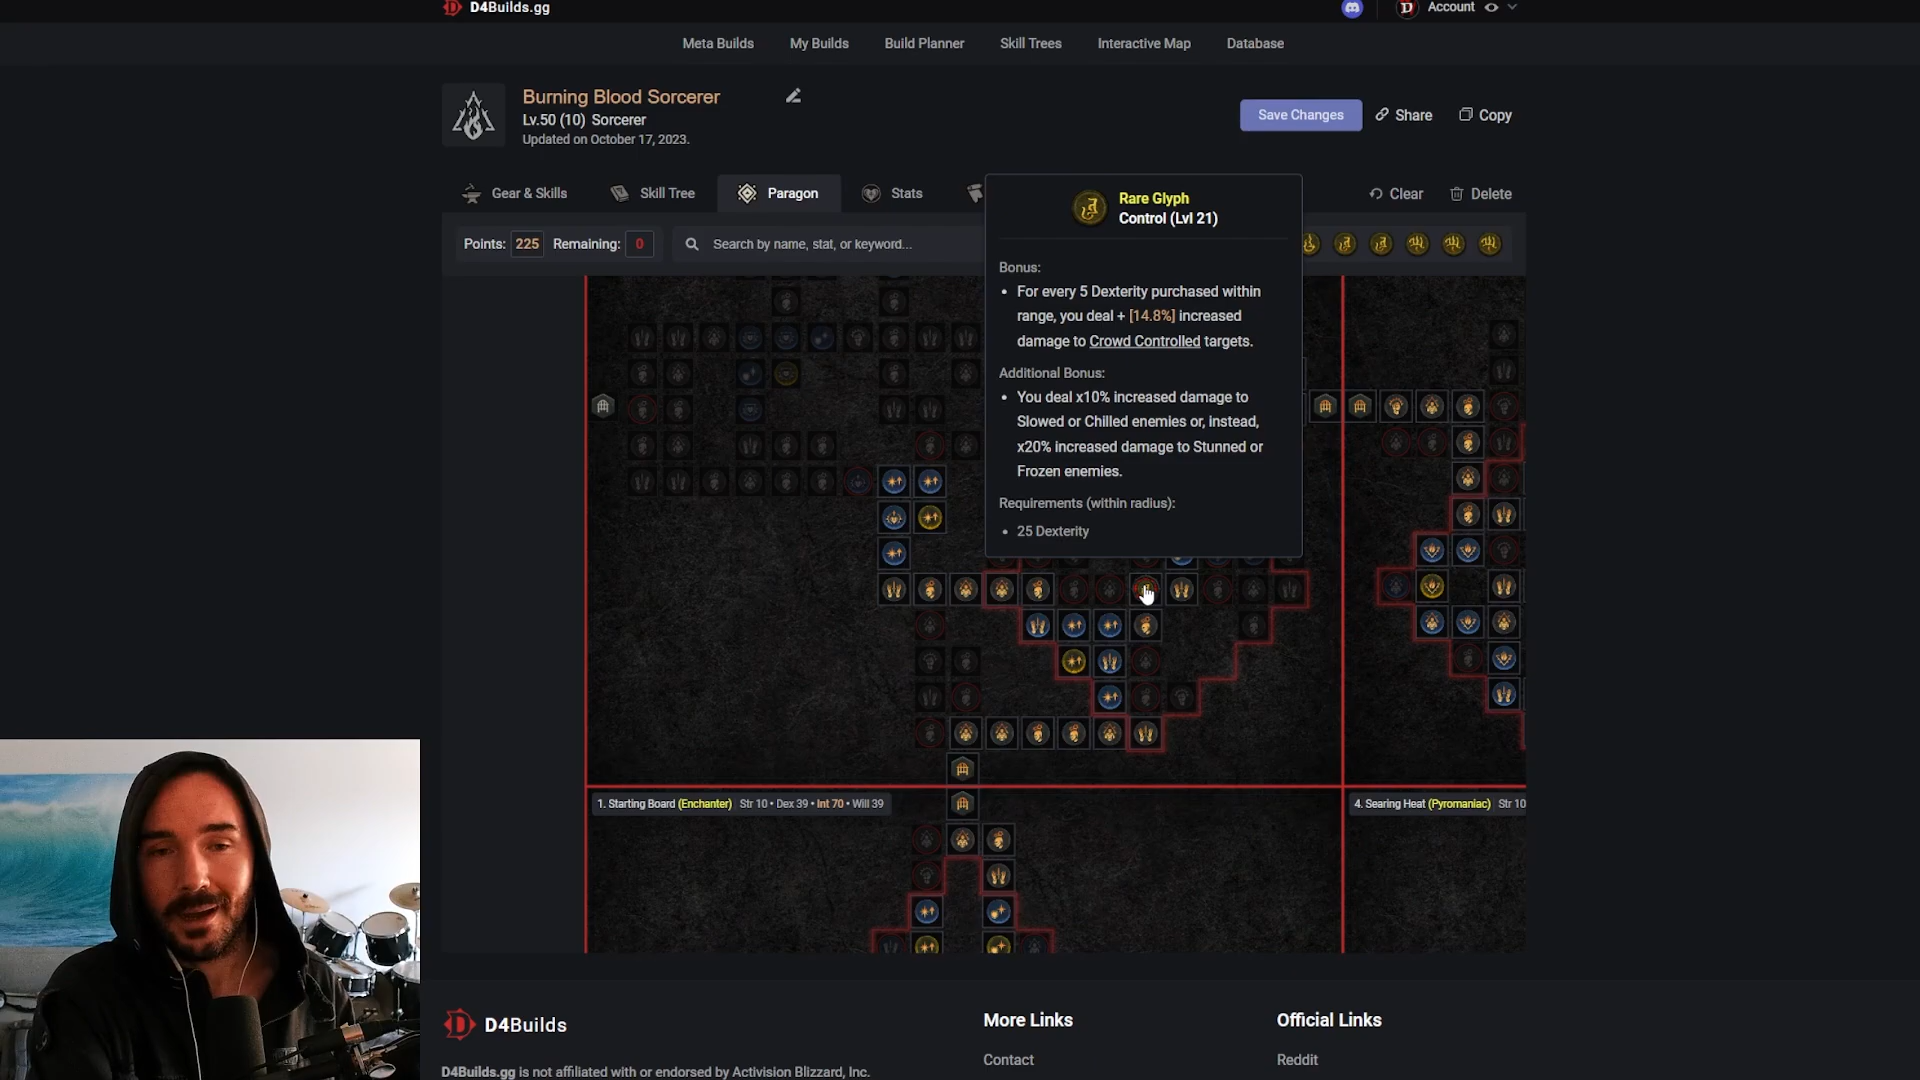 D4Builds.gg
Account
Meta Builds
My Builds
Build Planner
Skill Trees
Interactive Map
Database
Burning Blood Sorcerer
Lv.50 (10) Sorcerer
Updated on October 17, 2023.
Save Changes
Share
Copy
Gear & Skills
Skill Tree
Paragon
Stats
Clear
Delete
Points: 225 Remaining: 0
Search by name, stat, or keyword...
Rare Glyph
Control (Lvl 21)
Bonus:
• For every 5 Dexterity purchased within
range, you deal + [14.8%] increased
damage to Crowd Controlled targets.
Additional Bonus:
• You deal x10% increased damage to
Slowed or Chilled enemies or, instead,
x20% increased damage to Stunned or
Frozen enemies.
Requirements (within radius):
• 25 Dexterity
1. Starting Board (Enchanter) Str 10 • Dex 39 • Int 70 • Will 39
4. Searing Heat (Pyromaniac) Str 10
D4Builds
D4Builds.gg is not affiliated with or endorsed by Activision Blizzard, Inc.
More Links
Contact
Official Links
Reddit